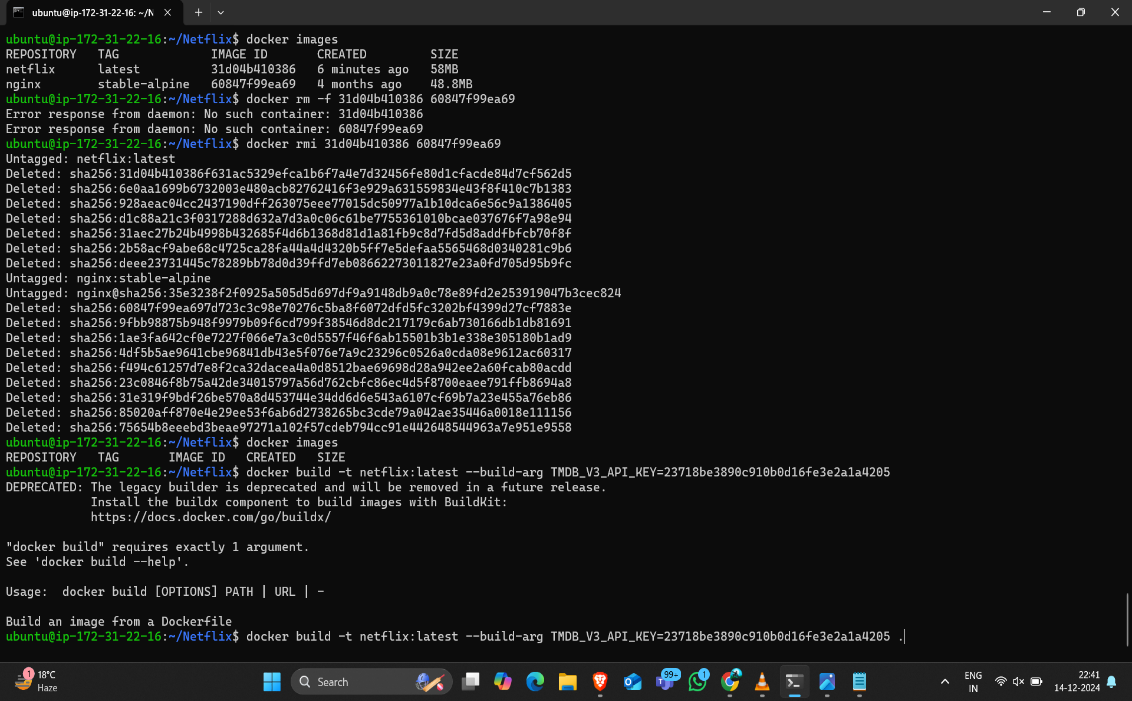 ubuntu@ip-172-31-22-16: ~/N
ubuntu@ip-172-31-22-16:~/Netflix$ docker images
REPOSITORY   TAG             IMAGE ID       CREATED         SIZE
netflix      latest          31d04b410386   6 minutes ago   58MB
nginx        stable-alpine   60847f99ea69   4 months ago    48.8MB
ubuntu@ip-172-31-22-16:~/Netflix$ docker rm -f 31d04b410386 60847f99ea69
Error response from daemon: No such container: 31d04b410386
Error response from daemon: No such container: 60847f99ea69
ubuntu@ip-172-31-22-16:~/Netflix$ docker rmi 31d04b410386 60847f99ea69
Untagged: netflix:latest
Deleted: sha256:31d04b410386f631ac5329efca1b6f7a4e7d32456fe80d1cfacde84d7cf562d5
Deleted: sha256:6e0aa1699b6732003e480acb82762416f3e929a631559834e43f8f410c7b1383
Deleted: sha256:928aeac04cc2437190dff263075eee77015dc50977a1b10dca6e56c9a1386405
Deleted: sha256:d1c88a21c3f0317288d632a7d3a0c06c61be7755361010bcae037676f7a98e94
Deleted: sha256:31aec27b24b4998b432685f4d6b1368d81d1a81fb9c8d7fd5d8addfbfcb70f8f
Deleted: sha256:2b58acf9abe68c4725ca28fa44a4d4320b5ff7e5defaa5565468d0340281c9b6
Deleted: sha256:deee23731445c78289bb78d0d39ffd7eb08662273011827e23a0fd705d95b9fc
Untagged: nginx:stable-alpine
Untagged: nginx@sha256:35e3238f2f0925a505d5d697df9a9148db9a0c78e89fd2e253919047b3cec824
Deleted: sha256:60847f99ea697d723c3c98e70276c5ba8f6072dfd5fc3202bf4399d27cf7883e
Deleted: sha256:9fbb98875b948f9979b09f6cd799f38546d8dc217179c6ab730166db1db81691
Deleted: sha256:1ae3fa642cf0e7227f066e7a3c0d5557f46f6ab15501b3b1e338e305180b1ad9
Deleted: sha256:4df5b5ae9641cbe96841db43e5f076e7a9c23296c0526a0cda08e9612ac60317
Deleted: sha256:f494c61257d7e8f2ca32dacea4a0d8512bae69698d28a942ee2a60fcab80acdd
Deleted: sha256:23c0846f8b75a42de34015797a56d762cbfc86ec4d5f8700eaee791ffb8694a8
Deleted: sha256:31e319f9bdf26be570a8d453744e34dd6d6e543a6107cf69b7a23e455a76eb86
Deleted: sha256:85020aff870e4e29ee53f6ab6d2738265bc3cde79a042ae35446a0018e111156
Deleted: sha256:75654b8eeebd3beae97271a102f57cdeb794cc91e442648544963a7e951e9558
ubuntu@ip-172-31-22-16:~/Netflix$ docker images
REPOSITORY   TAG       IMAGE ID   CREATED   SIZE
ubuntu@ip-172-31-22-16:~/Netflix$ docker build -t netflix:latest --build-arg TMDB_V3_API_KEY=23718be3890c910b0d16fe3e2a1a4205
DEPRECATED: The legacy builder is deprecated and will be removed in a future release.
            Install the buildx component to build images with BuildKit:
            https://docs.docker.com/go/buildx/
"docker build" requires exactly 1 argument.
See 'docker build --help'.
Usage:  docker build [OPTIONS] PATH | URL | -
Build an image from a Dockerfile
ubuntu@ip-172-31-22-16:~/Netflix$ docker build -t netflix:latest --build-arg TMDB_V3_API_KEY=23718be3890c910b0d16fe3e2a1a4205 .
1
18°C
Haze
Search
99+
1
ENG
IN
22:41
14-12-2024